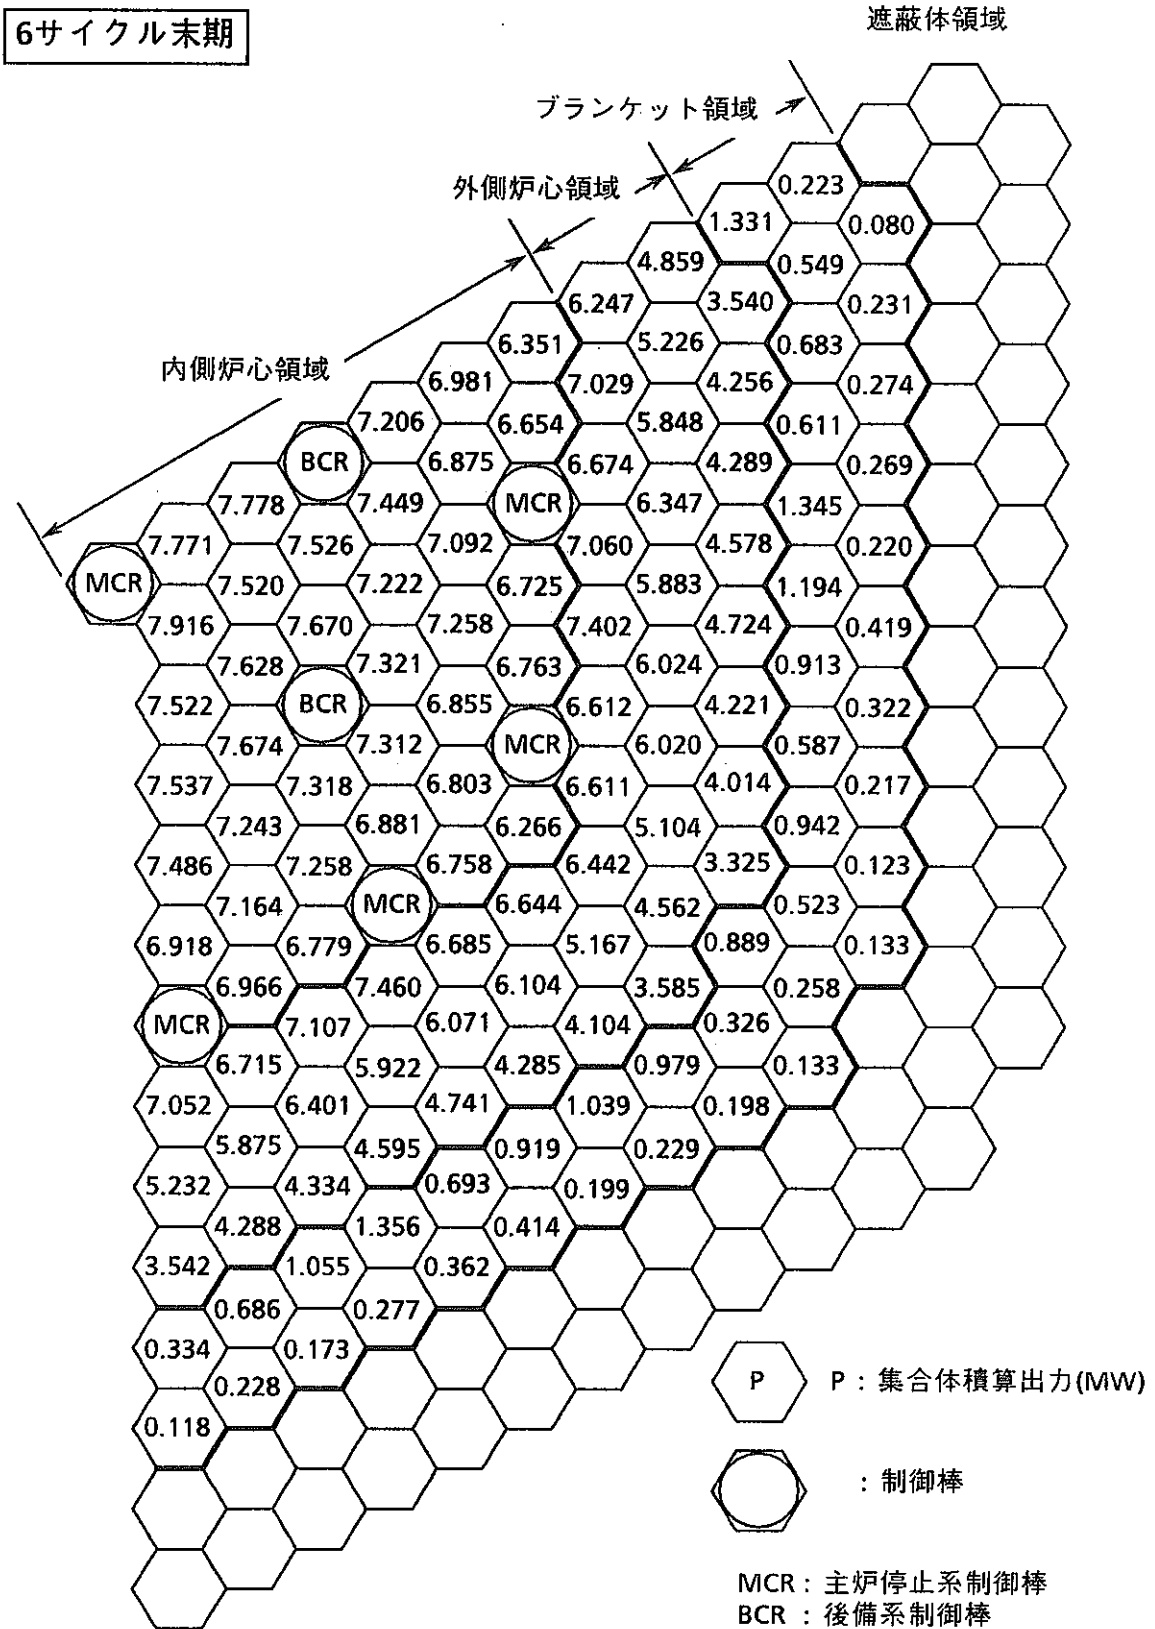 6サイクル末期
遮蔽体領域
ブランケット領域
外側炉心領域
内側炉心領域
0.223
1.331 0.080
4.859 0.549
6.247 3.540 0.231
6.351 5.226 0.683
6.981 7.029 4.256 0.274
7.206 6.654 5.848 0.611
BCR 6.875 6.674 4.289 0.269
7.778 7.449 MCR 6.347 1.345
7.771 7.526 7.092 7.060 4.578 0.220
MCR 7.520 7.222 6.725 5.883 1.194
7.916 7.670 7.258 7.402 4.724 0.419
7.628 7.321 6.763 6.024 0.913
7.522 BCR 6.855 6.612 4.221 0.322
7.674 7.312 MCR 6.020 0.587
7.537 7.318 6.803 6.611 4.014 0.217
7.243 6.881 6.266 5.104 0.942
7.486 7.258 6.758 6.442 3.325 0.123
7.164 MCR 6.644 4.562 0.523
6.918 6.779 6.685 5.167 0.889 0.133
6.966 7.460 6.104 3.585 0.258
MCR 7.107 6.071 4.104 0.326
6.715 5.922 4.285 0.979 0.133
7.052 6.401 4.741 1.039 0.198
5.875 4.595 0.919 0.229
5.232 4.334 0.693 0.199
4.288 1.356 0.414
3.542 1.055 0.362
0.686 0.277
0.334 0.173
0.228
0.118
P P：集合体積算出力(MW)
：制御棒
MCR：主炉停止系制御棒
BCR：後備系制御棒